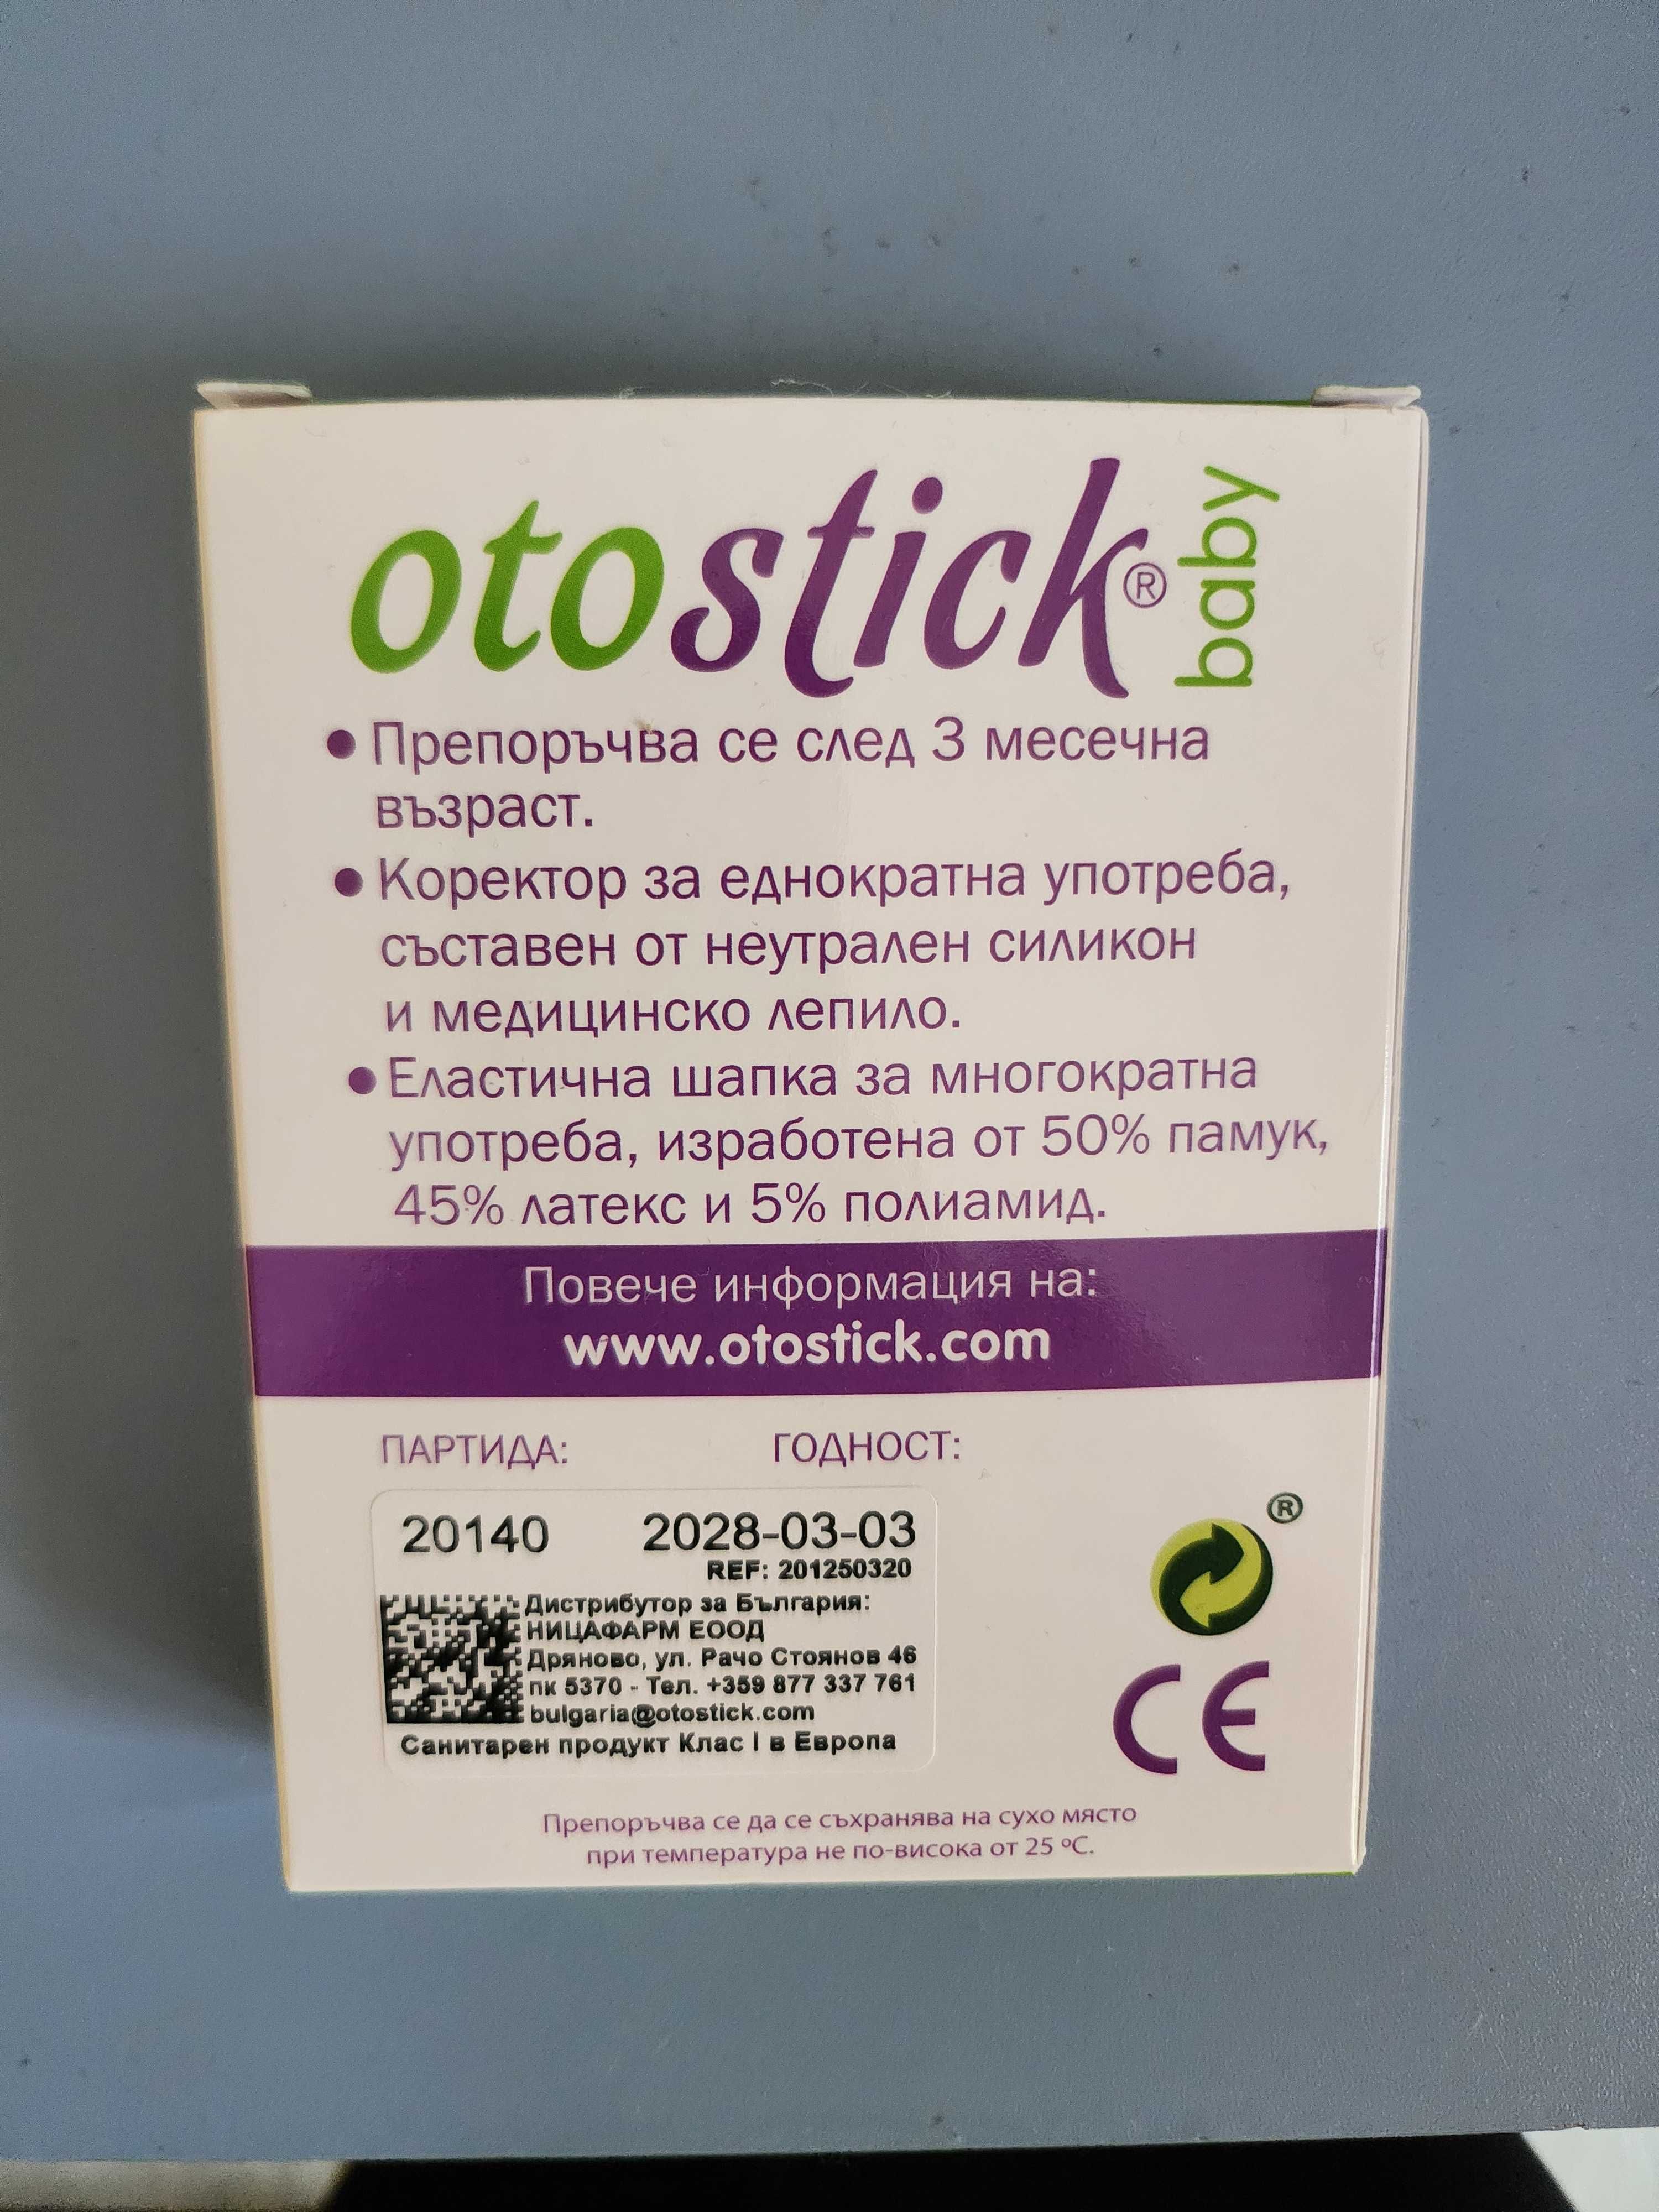 otostick® baby
• Препоръчва се след 3 месечна
възраст.
• Коректор за еднократна употреба,
съставен от неутрален силикон
и медицинско лепило.
• Еластична шапка за многократна
употреба, изработена от 50% памук,
45% латекс и 5% полиамид.
Повече информация на:
www.otostick.com
ПАРТИДА: ГОДНОСТ:
20140 2028-03-03
REF: 201250320
Дистрибутор за България:
НИЦАФАРМ ЕООД
Дряново, ул. Рачо Стоянов 46
пк 5370 - Тел. +359 877 337 761
bulgaria@otostick.com
Санитарен продукт Клас I в Европа
®
CE
Препоръчва се да се съхранява на сухо място
при температура не по-висока от 25 ºC.